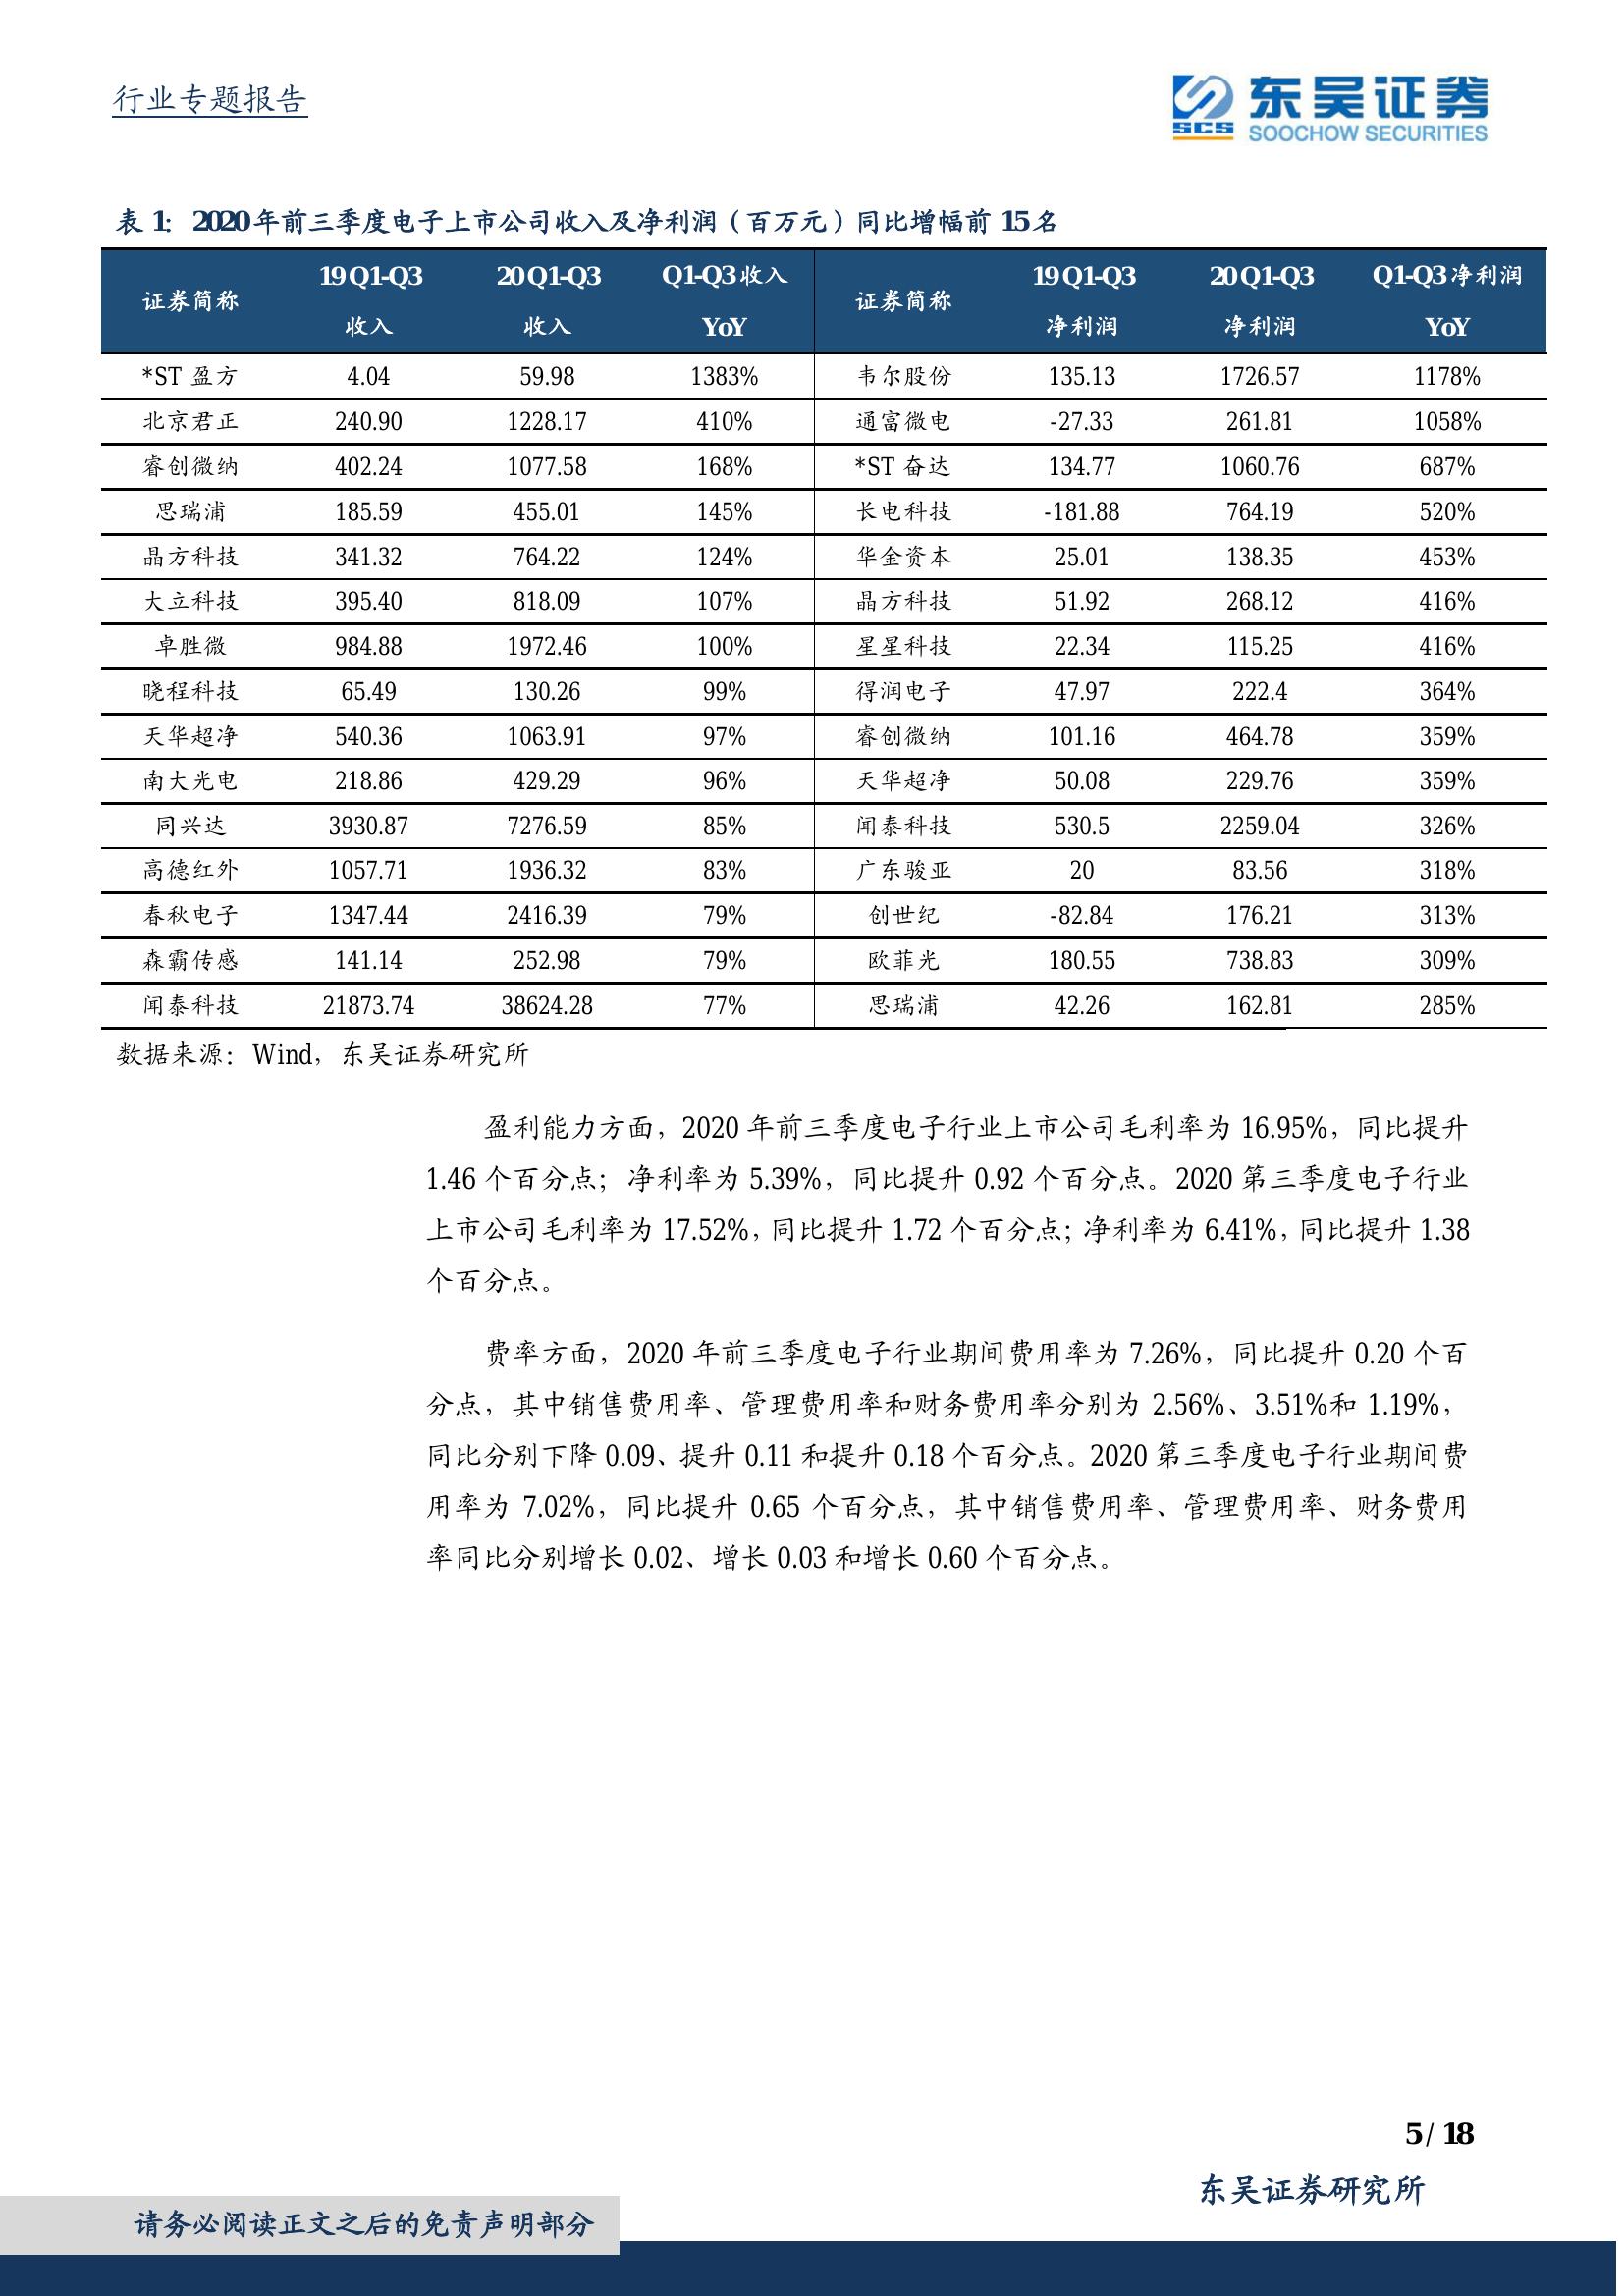 行业专题报告
东吴证券
SCS
SOOCHOW SECURITIES
表 1：2020 年前三季度电子上市公司收入及净利润（百万元）同比增幅前 15 名
证券简称 19Q1-Q3 收入 20Q1-Q3 收入 Q1-Q3 收入 YoY 证券简称 19Q1-Q3 净利润 20Q1-Q3 净利润 Q1-Q3 净利润 YoY
*ST 盈方 4.04 59.98 1383% 韦尔股份 135.13 1726.57 1178%
北京君正 240.90 1228.17 410% 通富微电 -27.33 261.81 1058%
睿创微纳 402.24 1077.58 168% *ST 奋达 134.77 1060.76 687%
思瑞浦 185.59 455.01 145% 长电科技 -181.88 764.19 520%
晶方科技 341.32 764.22 124% 华金资本 25.01 138.35 453%
大立科技 395.40 818.09 107% 晶方科技 51.92 268.12 416%
卓胜微 984.88 1972.46 100% 星星科技 22.34 115.25 416%
晓程科技 65.49 130.26 99% 得润电子 47.97 222.4 364%
天华超净 540.36 1063.91 97% 睿创微纳 101.16 464.78 359%
南大光电 218.86 429.29 96% 天华超净 50.08 229.76 359%
同兴达 3930.87 7276.59 85% 闻泰科技 530.5 2259.04 326%
高德红外 1057.71 1936.32 83% 广东骏亚 20 83.56 318%
春秋电子 1347.44 2416.39 79% 创世纪 -82.84 176.21 313%
森霸传感 141.14 252.98 79% 欧菲光 180.55 738.83 309%
闻泰科技 21873.74 38624.28 77% 思瑞浦 42.26 162.81 285%
数据来源：Wind，东吴证券研究所
盈利能力方面，2020 年前三季度电子行业上市公司毛利率为 16.95%，同比提升
1.46 个百分点；净利率为 5.39%，同比提升 0.92 个百分点。2020 第三季度电子行业
上市公司毛利率为 17.52%，同比提升 1.72 个百分点；净利率为 6.41%，同比提升 1.38
个百分点。
费率方面，2020 年前三季度电子行业期间费用率为 7.26%，同比提升 0.20 个百
分点，其中销售费用率、管理费用率和财务费用率分别为 2.56%、3.51%和 1.19%，
同比分别下降 0.09、提升 0.11 和提升 0.18 个百分点。2020 第三季度电子行业期间费
用率为 7.02%，同比提升 0.65 个百分点，其中销售费用率、管理费用率、财务费用
率同比分别增长 0.02、增长 0.03 和增长 0.60 个百分点。
5 / 18
东吴证券研究所
请务必阅读正文之后的免责声明部分